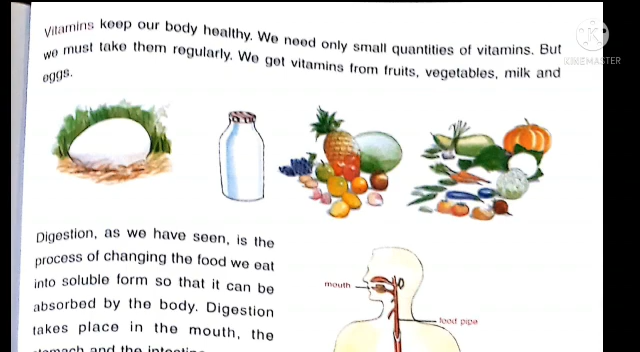 Vitamins keep our body healthy. We need only small quantities of vitamins. But
we must take them regularly. We get vitamins from fruits, vegetables, milk and
eggs.
KINEMASTER
Digestion, as we have seen, is the
process of changing the food we eat
into soluble form so that it can be
absorbed by the body. Digestion
takes place in the mouth, the
stomach and the
mouth
food pipe